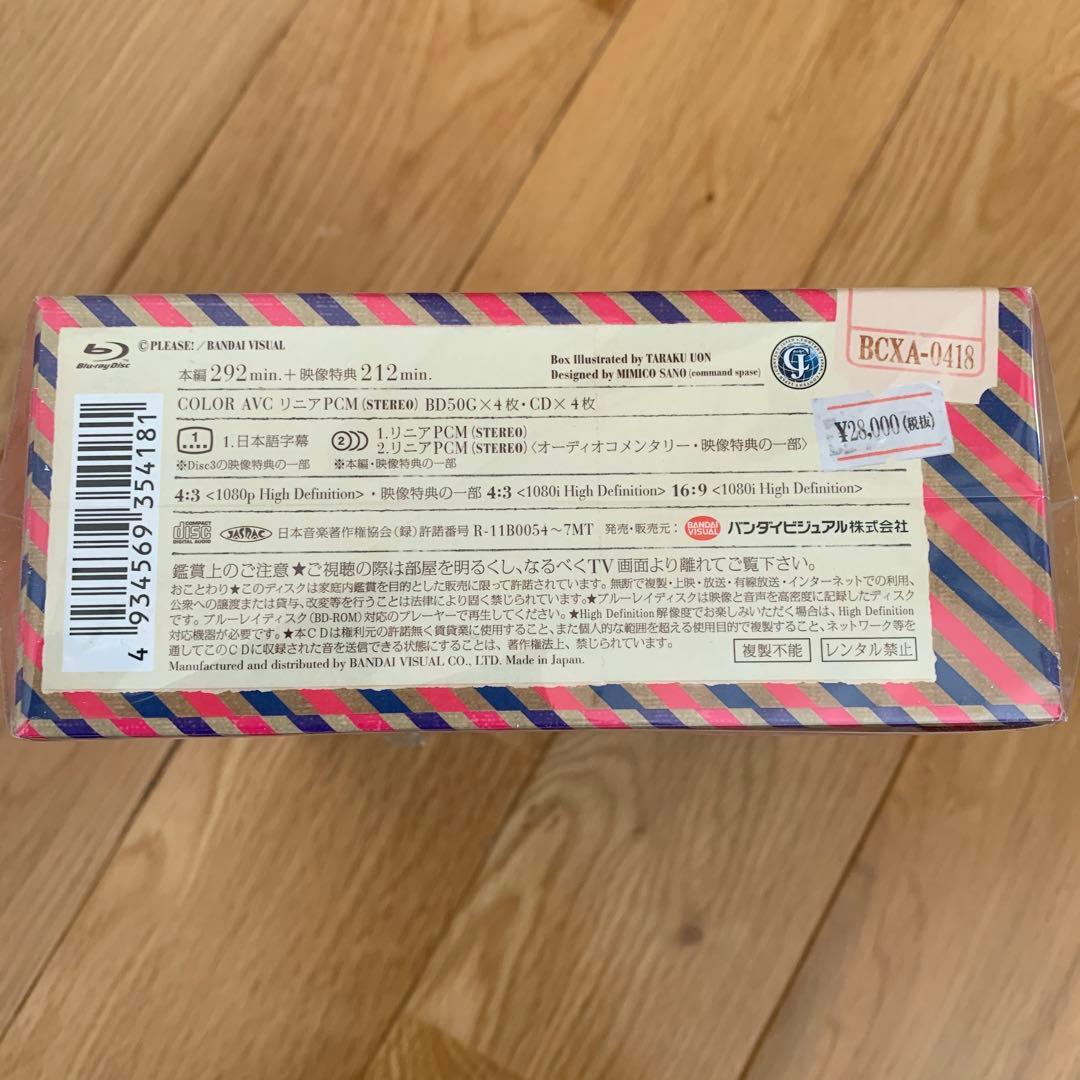 ©PLEASE!/BANDAI VISUAL
Blu-ray Disc
本編292min.＋映像特典212min.
Box Illustrated by TARAKU UON
Designed by MIMICO SANO (command spase)
BCXA-0418
¥28,000(税抜)
COLOR AVC リニアPCM(STEREO) BD50G×4枚・CD×4枚
1 1.日本語字幕
※Disc3の映像特典の一部
2 1.リニアPCM(STEREO)
2.リニアPCM(STEREO)〈オーディオコメンタリー・映像特典の一部〉
※本編・映像特典の一部
4:3 <1080p High Definition>・映像特典の一部 4:3 <1080i High Definition> 16:9 <1080i High Definition>
COMPACT disc DIGITAL AUDIO JASRAC 日本音楽著作権協会(録)許諾番号 R-11B0054～7MT 発売・販売元: BANDAI VISUAL バンダイビジュアル株式会社
鑑賞上のご注意★ご視聴の際は部屋を明るくし、なるべくTV画面より離れてご覧下さい。
おことわり★このディスクは家庭内鑑賞を目的とした販売に限って許諾されています。無断で複製・上映・放送・有線放送・インターネットでの利用、
公衆への譲渡または貸与、改変等を行うことは法律により固く禁じられています。★ブルーレイディスクは映像と音声を高密度に記録したディスク
です。ブルーレイディスク(BD-ROM)対応のプレーヤーで再生してください。★High Definition解像度でお楽しみいただく場合は、High Definition
対応機器が必要です。★本CDは権利元の許諾無く賃貸業に使用すること、また個人的な範囲を超える使用目的で複製すること、ネットワーク等を
通してこのCDに収録された音を送信できる状態にすることは、著作権法上、禁じられています。
Manufactured and distributed by BANDAI VISUAL CO., LTD. Made in Japan.
複製不能 レンタル禁止
4 934569 354181